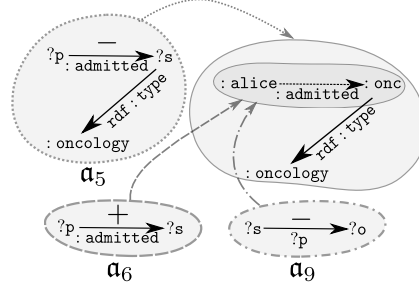 −
?p ?s
:admitted
rdf:type
:oncology
𝔞5
:alice :onc
:admitted
rdf:type
:oncology
+
?p ?s
:admitted
𝔞6
−
?s ?o
?p
𝔞9